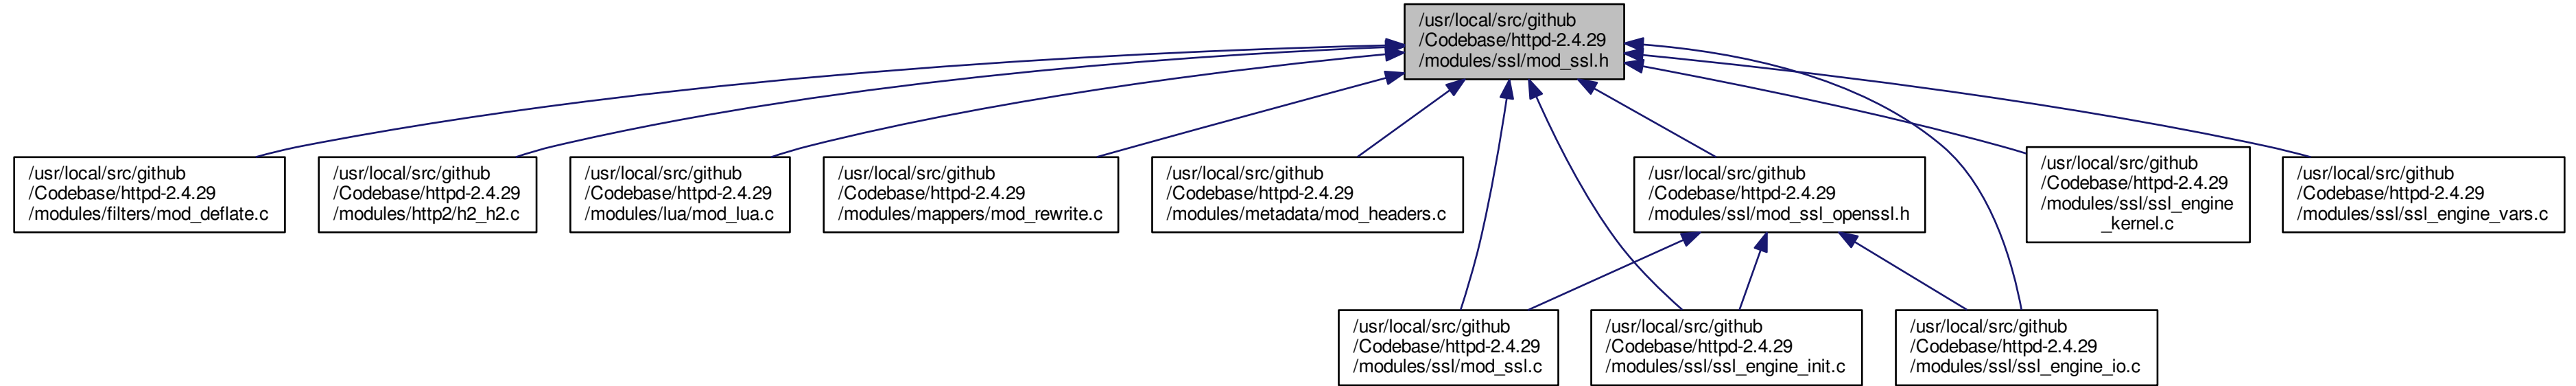 /usr/local/src/github
/Codebase/httpd-2.4.29
/modules/ssl/mod_ssl.h
/usr/local/src/github
/Codebase/httpd-2.4.29
/modules/filters/mod_deflate.c
/usr/local/src/github
/Codebase/httpd-2.4.29
/modules/http2/h2_h2.c
/usr/local/src/github
/Codebase/httpd-2.4.29
/modules/lua/mod_lua.c
/usr/local/src/github
/Codebase/httpd-2.4.29
/modules/mappers/mod_rewrite.c
/usr/local/src/github
/Codebase/httpd-2.4.29
/modules/metadata/mod_headers.c
/usr/local/src/github
/Codebase/httpd-2.4.29
/modules/ssl/mod_ssl_openssl.h
/usr/local/src/github
/Codebase/httpd-2.4.29
/modules/ssl/ssl_engine
_kernel.c
/usr/local/src/github
/Codebase/httpd-2.4.29
/modules/ssl/ssl_engine_vars.c
/usr/local/src/github
/Codebase/httpd-2.4.29
/modules/ssl/mod_ssl.c
/usr/local/src/github
/Codebase/httpd-2.4.29
/modules/ssl/ssl_engine_init.c
/usr/local/src/github
/Codebase/httpd-2.4.29
/modules/ssl/ssl_engine_io.c